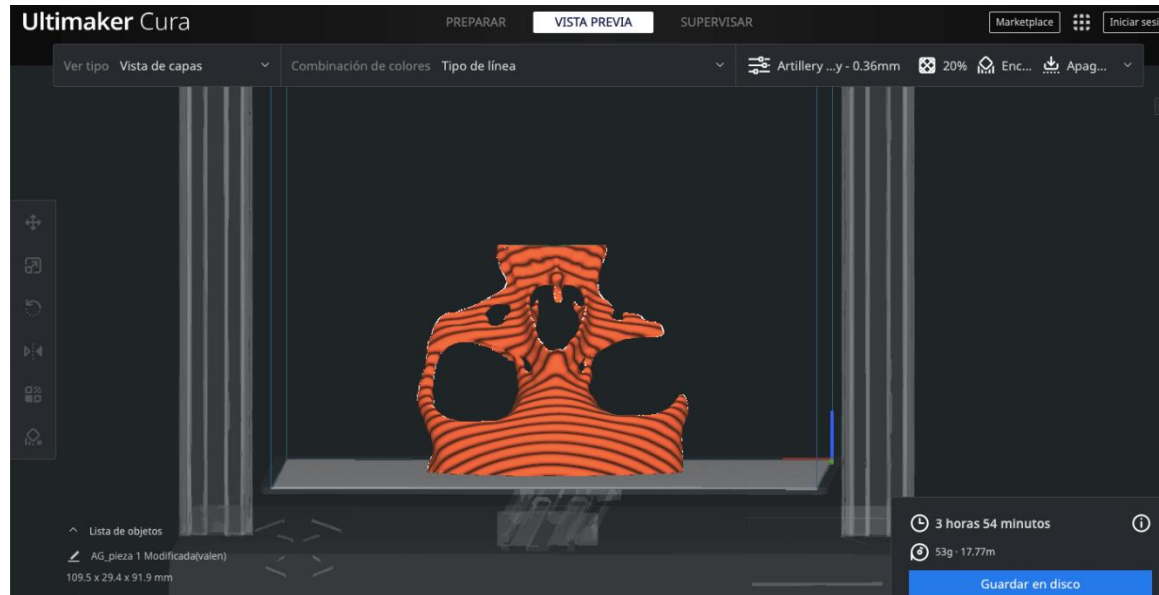 Ultimaker Cura
PREPARAR VISTA PREVIA SUPERVISAR
Marketplace Iniciar sesi
Ver tipo Vista de capas Combinación de colores Tipo de línea Artillery ...y - 0.36mm 20% Enc... Apag...
Lista de objetos
AG_pieza 1 Modificada(valen)
109.5 x 29.4 x 91.9 mm
3 horas 54 minutos
53g · 17.77m
Guardar en disco